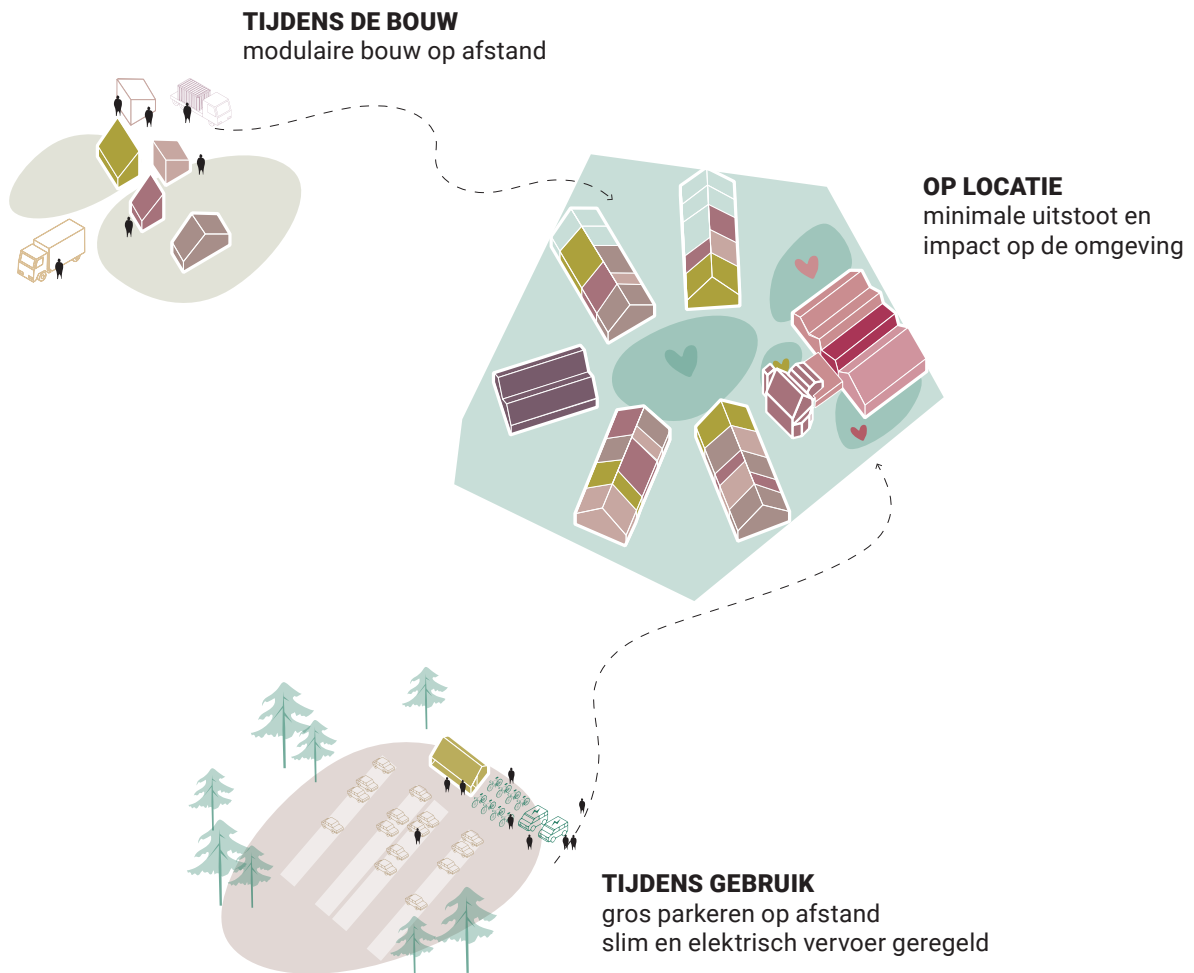 TIJDENS DE BOUW
modulaire bouw op afstand
OP LOCATIE
minimale uitstoot en
impact op de omgeving
TIJDENS GEBRUIK
gros parkeren op afstand
slim en elektrisch vervoer geregeld